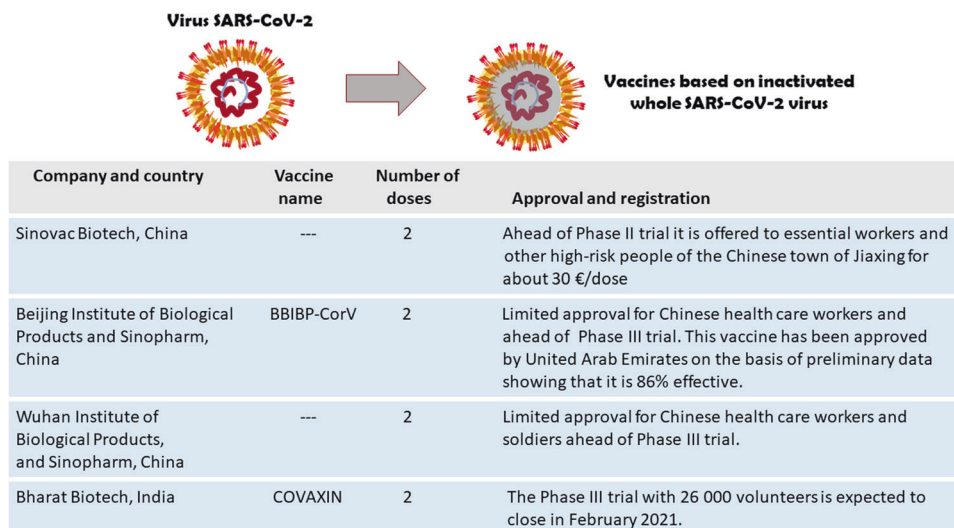 Virus SARS-CoV-2
Vaccines based on inactivated
whole SARS-CoV-2 virus
Company and country
Vaccine
name
Number of
doses
Approval and registration
Sinovac Biotech, China
---
2
Ahead of Phase II trial it is offered to essential workers and
other high-risk people of the Chinese town of Jiaxing for
about 30 €/dose
Beijing Institute of Biological
Products and Sinopharm,
China
BBIBP-CorV
2
Limited approval for Chinese health care workers and
ahead of Phase III trial. This vaccine has been approved
by United Arab Emirates on the basis of preliminary data
showing that it is 86% effective.
Wuhan Institute of
Biological Products,
and Sinopharm, China
---
2
Limited approval for Chinese health care workers and
soldiers ahead of Phase III trial.
Bharat Biotech, India
COVAXIN
2
The Phase III trial with 26 000 volunteers is expected to
close in February 2021.